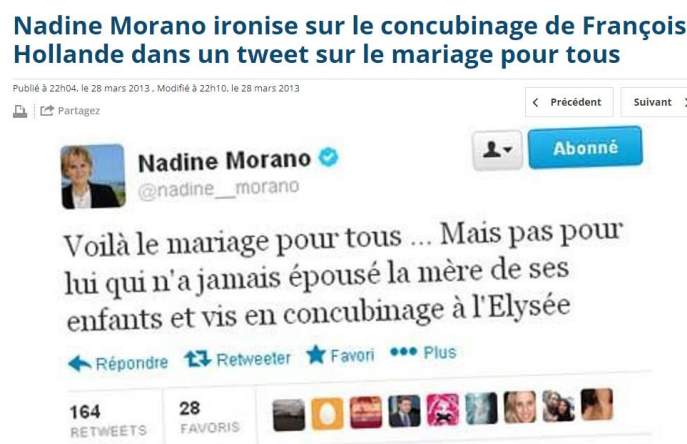 Nadine Morano ironise sur le concubinage de François
Hollande dans un tweet sur le mariage pour tous
Publié à 22h04, le 28 mars 2013 , Modifié à 22h10, le 28 mars 2013
Partagez
Précédent
Suivant
Nadine Morano
@nadine__morano
Abonné
Voilà le mariage pour tous ... Mais pas pour
lui qui n'a jamais épousé la mère de ses
enfants et vis en concubinage à l'Elysée
Répondre Retweeter Favori Plus
164 28
RETWEETS FAVORIS